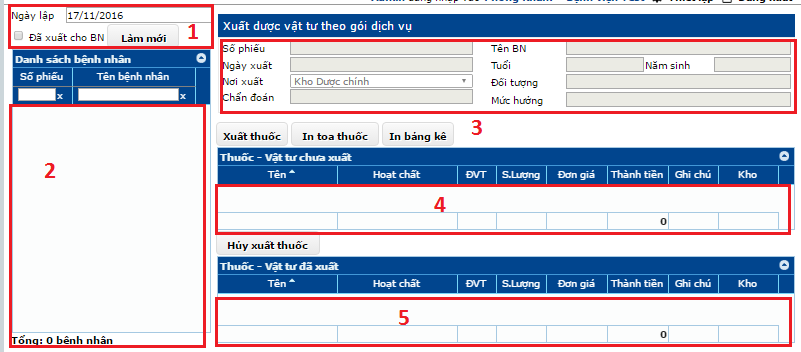 Ngày lập 17/11/2016
1
Đã xuất cho BN Làm mới
Danh sách bệnh nhân
Số phiếu Tên bệnh nhân
x x
2
Tổng: 0 bệnh nhân
Xuất dược vật tư theo gói dịch vụ
Số phiếu Tên BN
Ngày xuất Tuổi Năm sinh
Nơi xuất Kho Dược chính Đối tượng
Chẩn đoán Mức hưởng
3
Xuất thuốc In toa thuốc In bảng kê
Thuốc - Vật tư chưa xuất
Tên Hoạt chất ĐVT S.Lượng Đơn giá Thành tiền Ghi chú Kho
4
0
Hủy xuất thuốc
Thuốc - Vật tư đã xuất
Tên Hoạt chất ĐVT S.Lượng Đơn giá Thành tiền Ghi chú Kho
5
0